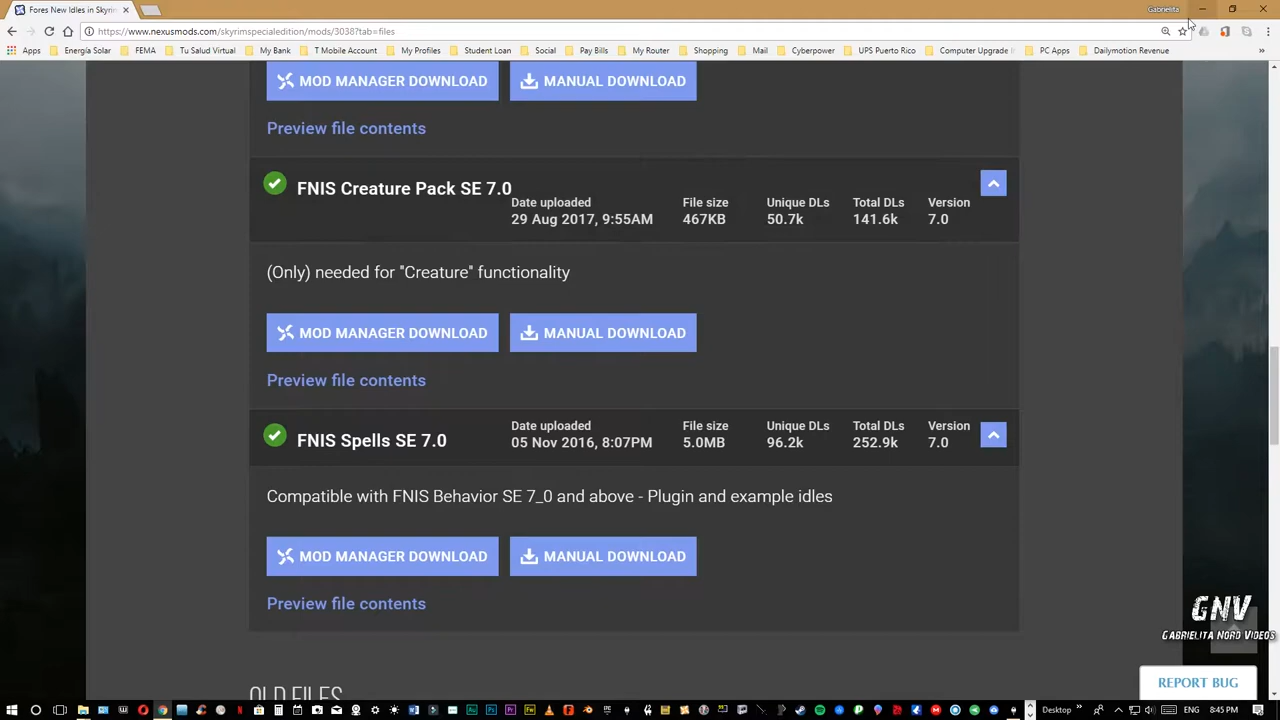 Fores New Idles in Skyrim
Gabrielita
https://www.nexusmods.com/skyrimspecialedition/mods/3038?tab=files
Apps Energía Solar FEMA Tu Salud Virtual My Bank T Mobile Account My Profiles Student Loan Social Pay Bills My Router Shopping Mail Cyberpower UPS Puerto Rico Computer Upgrade PC Apps Dailymotion Revenue »
MOD MANAGER DOWNLOAD MANUAL DOWNLOAD
Preview file contents
FNIS Creature Pack SE 7.0
Date uploaded File size Unique DLs Total DLs Version
29 Aug 2017, 9:55AM 467KB 50.7k 141.6k 7.0
(Only) needed for "Creature" functionality
MOD MANAGER DOWNLOAD MANUAL DOWNLOAD
Preview file contents
FNIS Spells SE 7.0
Date uploaded File size Unique DLs Total DLs Version
05 Nov 2016, 8:07PM 5.0MB 96.2k 252.9k 7.0
Compatible with FNIS Behavior SE 7_0 and above - Plugin and example idles
MOD MANAGER DOWNLOAD MANUAL DOWNLOAD
Preview file contents
GNV
GABRIELITA NORD VIDEOS
OLD FILES
REPORT BUG
Desktop » ENG 8:45 PM